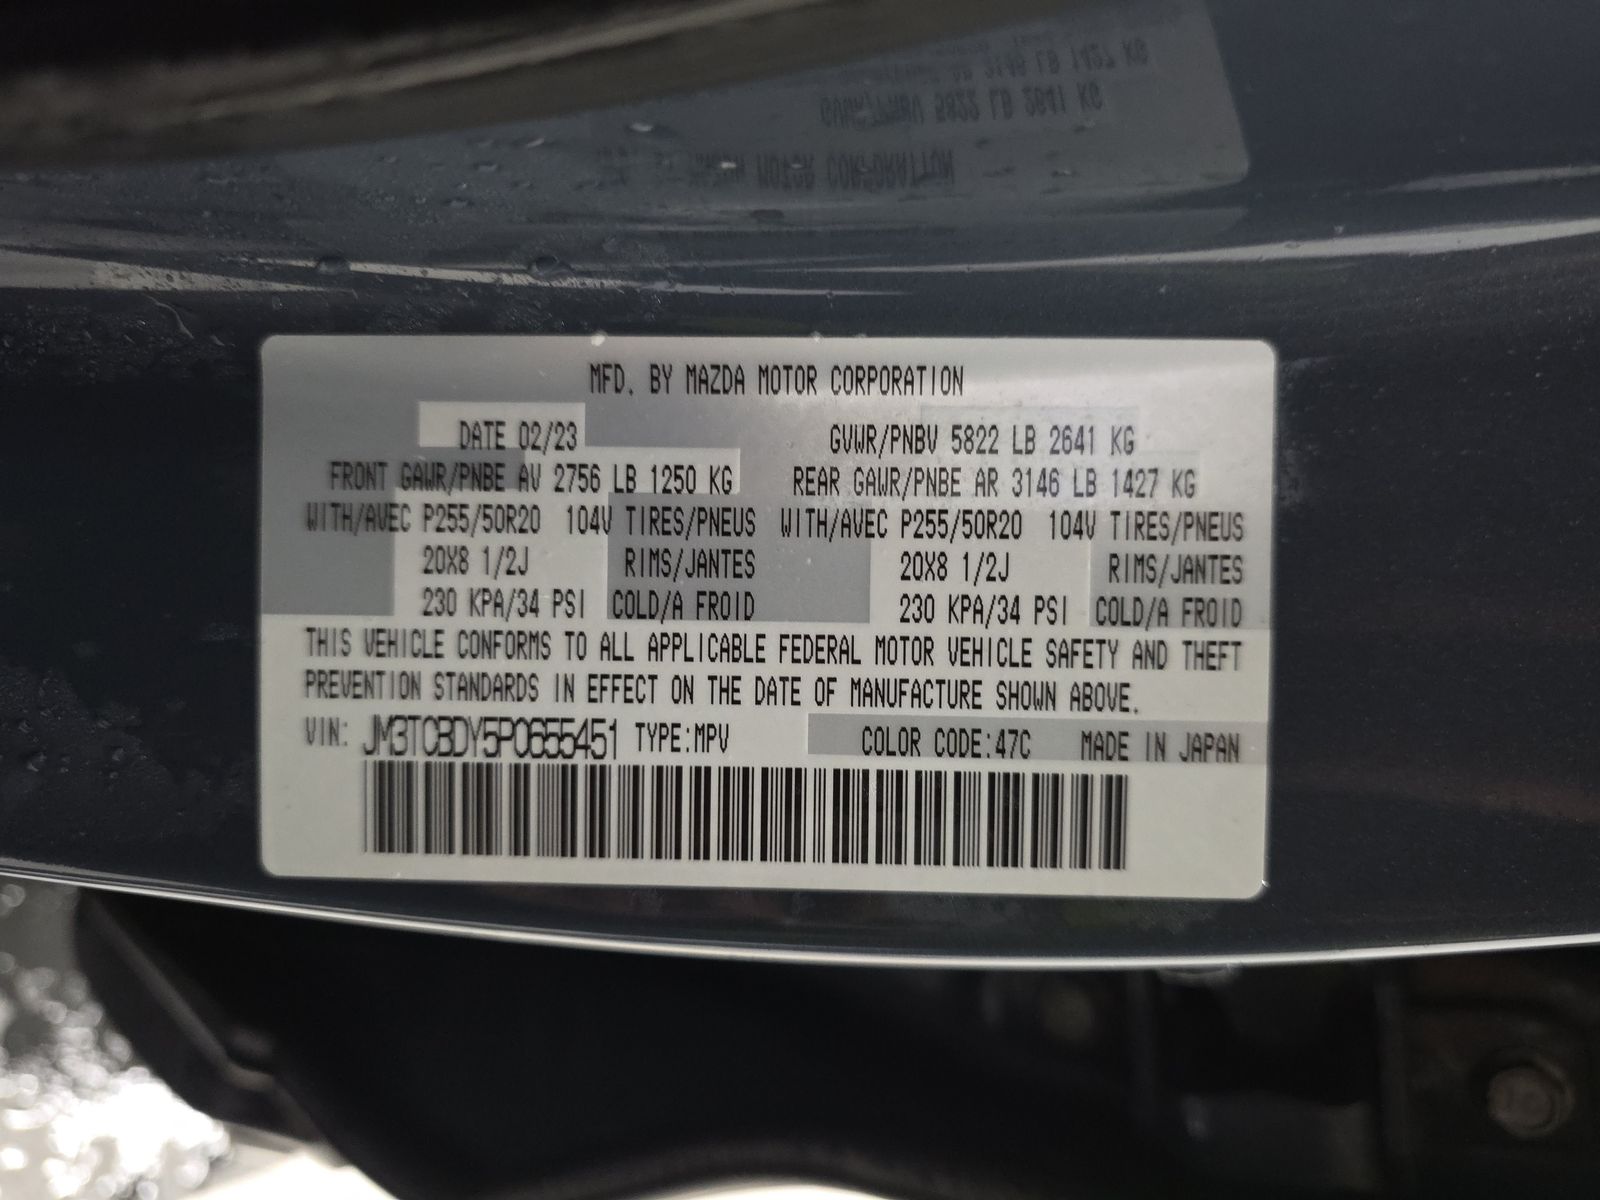 MFD. BY MAZDA MOTOR CORPORATION
DATE 02/23 GVWR/PNBV 5822 LB 2641 KG
FRONT GAWR/PNBE AV 2756 LB 1250 KG REAR GAWR/PNBE AR 3146 LB 1427 KG
WITH/AVEC P255/50R20 104V TIRES/PNEUS WITH/AVEC P255/50R20 104V TIRES/PNEUS
20X8 1/2J RIMS/JANTES 20X8 1/2J RIMS/JANTES
230 KPA/34 PSI COLD/A FROID 230 KPA/34 PSI COLD/A FROID
THIS VEHICLE CONFORMS TO ALL APPLICABLE FEDERAL MOTOR VEHICLE SAFETY AND THEFT
PREVENTION STANDARDS IN EFFECT ON THE DATE OF MANUFACTURE SHOWN ABOVE.
VIN: JM3TCBDY5P0655451 TYPE:MPV COLOR CODE:47C MADE IN JAPAN